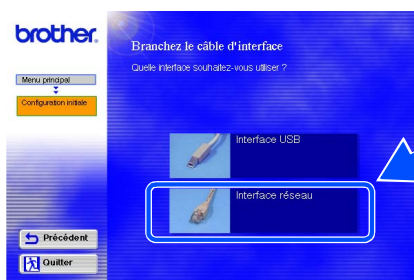 brother
Branchez le câble d'interface
Quelle interface souhaitez-vous utiliser ?
Menu principal
Configuration initiale
Interface USB
Interface réseau
Précédent
Quitter